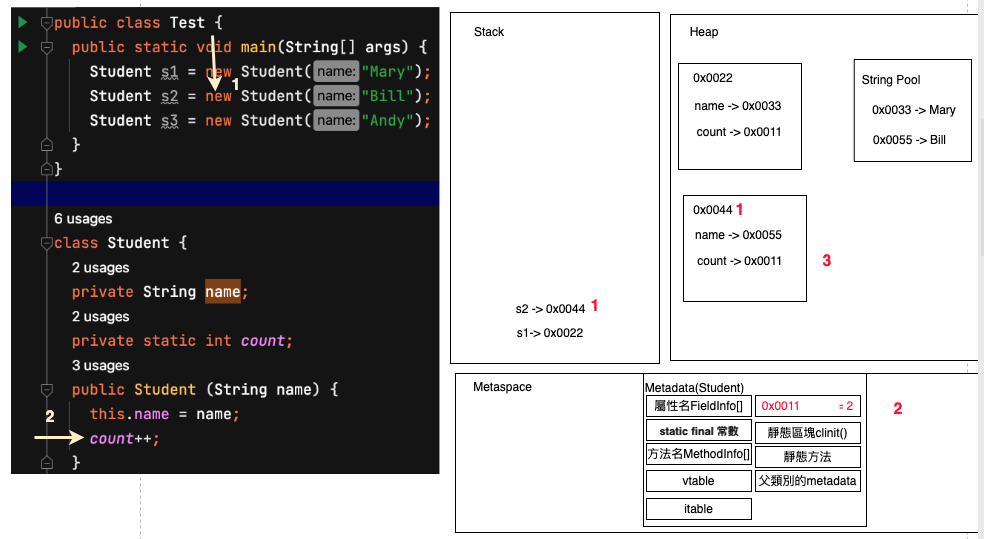 public class Test {
public static void main(String[] args) {
Student s1 = new Student( name: "Mary");
1
Student s2 = new Student( name: "Bill");
Student s3 = new Student( name: "Andy");
}
}
6 usages
class Student {
2 usages
private String name;
2 usages
private static int count;
3 usages
public Student (String name) {
2
this.name = name;
count++;
}
Stack
s2 -> 0x0044 1
s1-> 0x0022
Heap
0x0022
name -> 0x0033
count -> 0x0011
String Pool
0x0033 -> Mary
0x0055 -> Bill
0x0044 1
name -> 0x0055
count -> 0x0011
3
Metaspace
Metadata(Student)
屬性名FieldInfo[]
0x0011 = 2
2
static final 常數
靜態區塊clinit()
方法名MethodInfo[]
靜態方法
vtable
父類別的metadata
itable